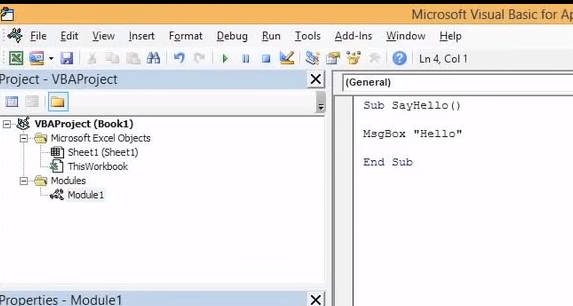 Microsoft Visual Basic for Ap
File Edit View Insert Format Debug Run Tools Add-Ins Window Help
Ln 4, Col 1
Project - VBAProject
(General)
VBAProject (Book1)
Microsoft Excel Objects
Sheet1 (Sheet1)
ThisWorkbook
Modules
Module1
Sub SayHello()
MsgBox "Hello"
End Sub
Properties - Module1